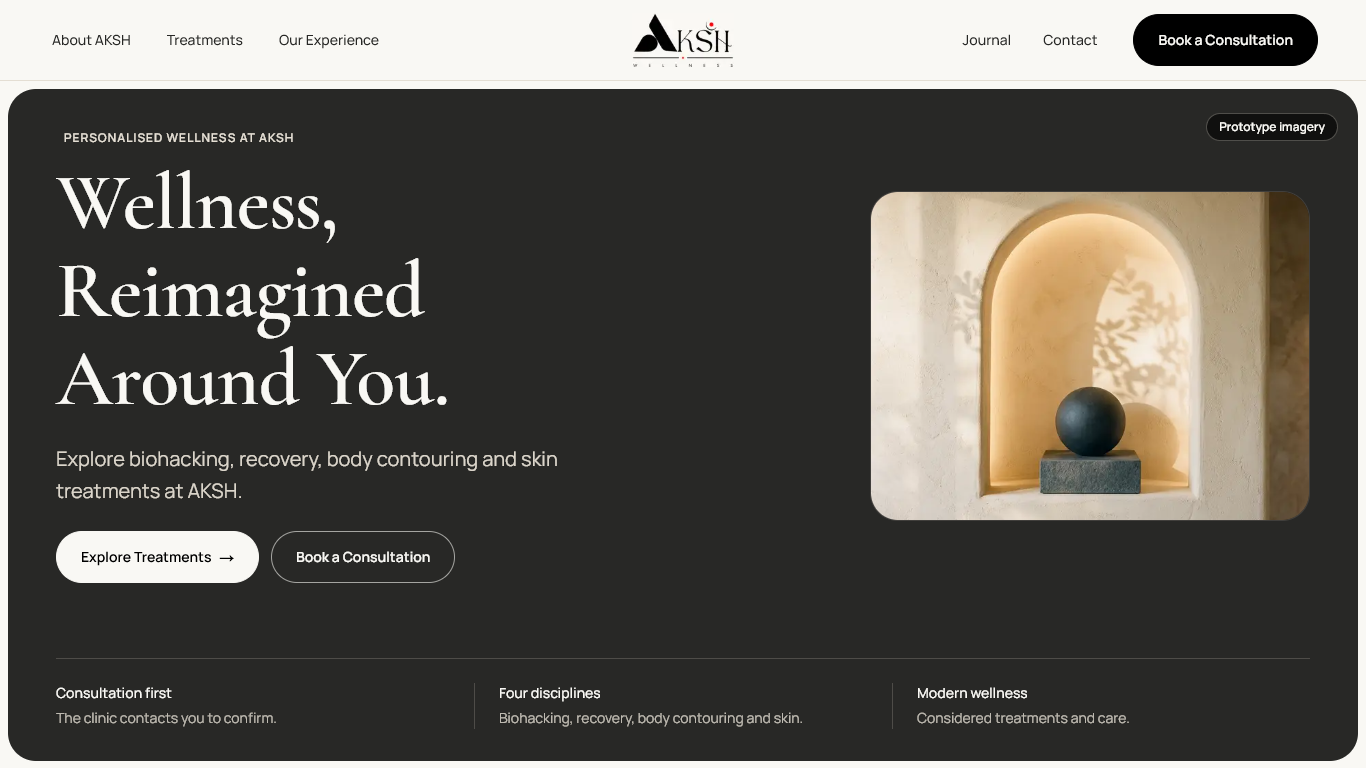 About AKSH
Treatments
Our Experience
AKSH
WELLNESS
Journal
Contact
Book a Consultation
PERSONALISED WELLNESS AT AKSH
Prototype imagery
Wellness,
Reimagined
Around You.
Explore biohacking, recovery, body contouring and skin
treatments at AKSH.
Explore Treatments →
Book a Consultation
Consultation first
The clinic contacts you to confirm.
Four disciplines
Biohacking, recovery, body contouring and skin.
Modern wellness
Considered treatments and care.